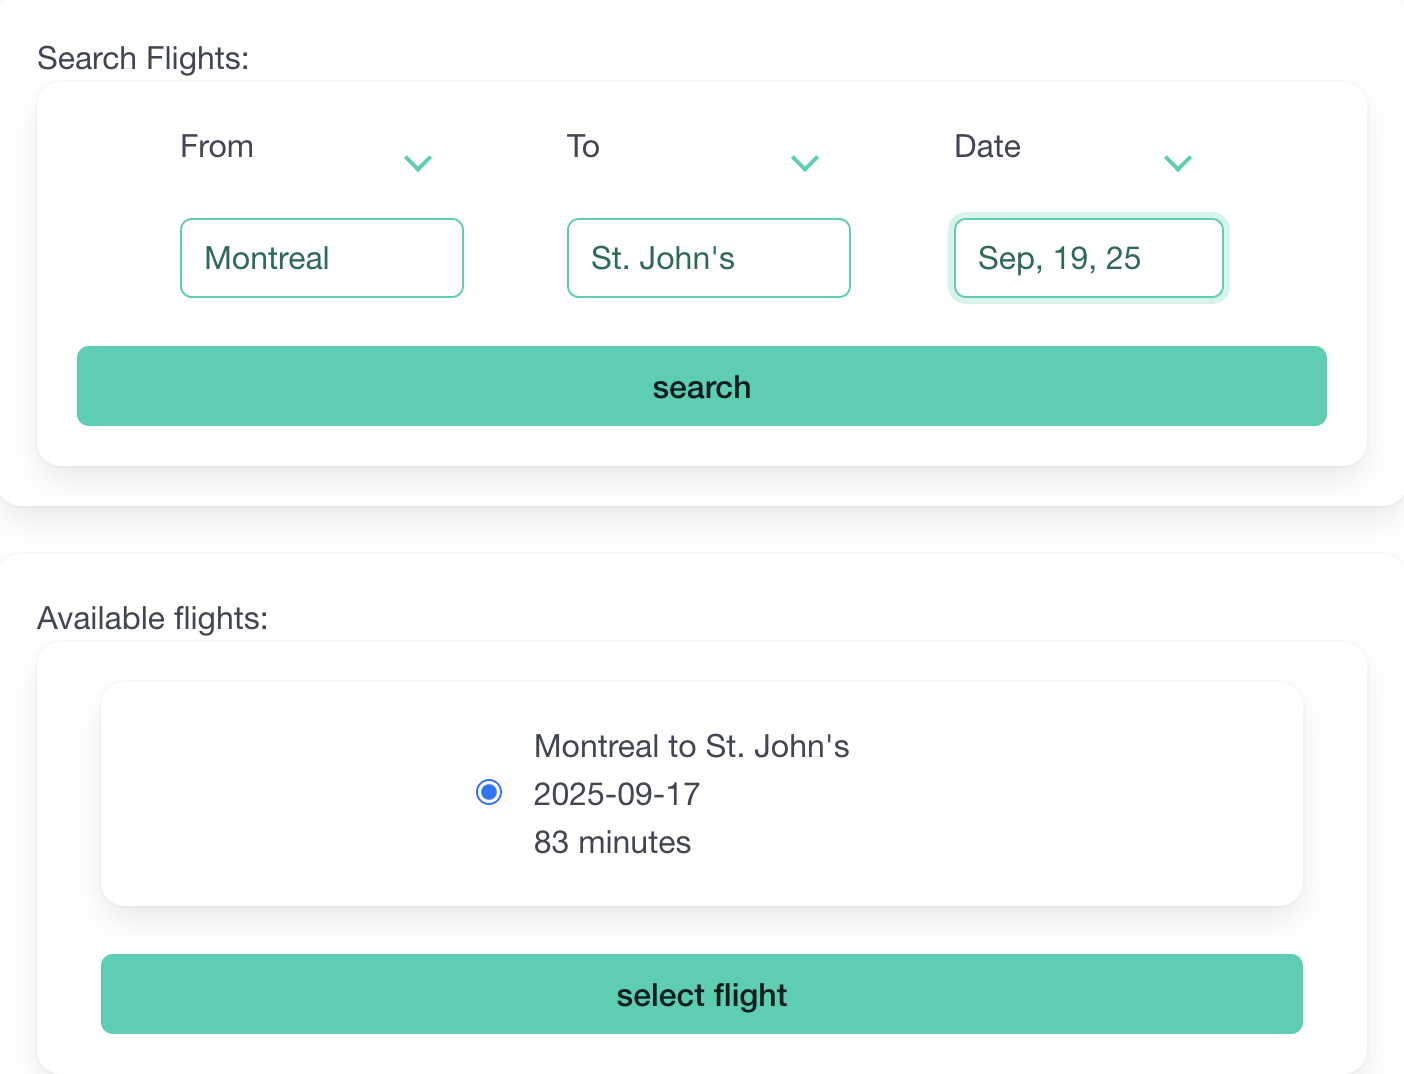 Search Flights:
From To Date
Montreal St. John's Sep, 19, 25
search
Available flights:
Montreal to St. John's
2025-09-17
83 minutes
select flight